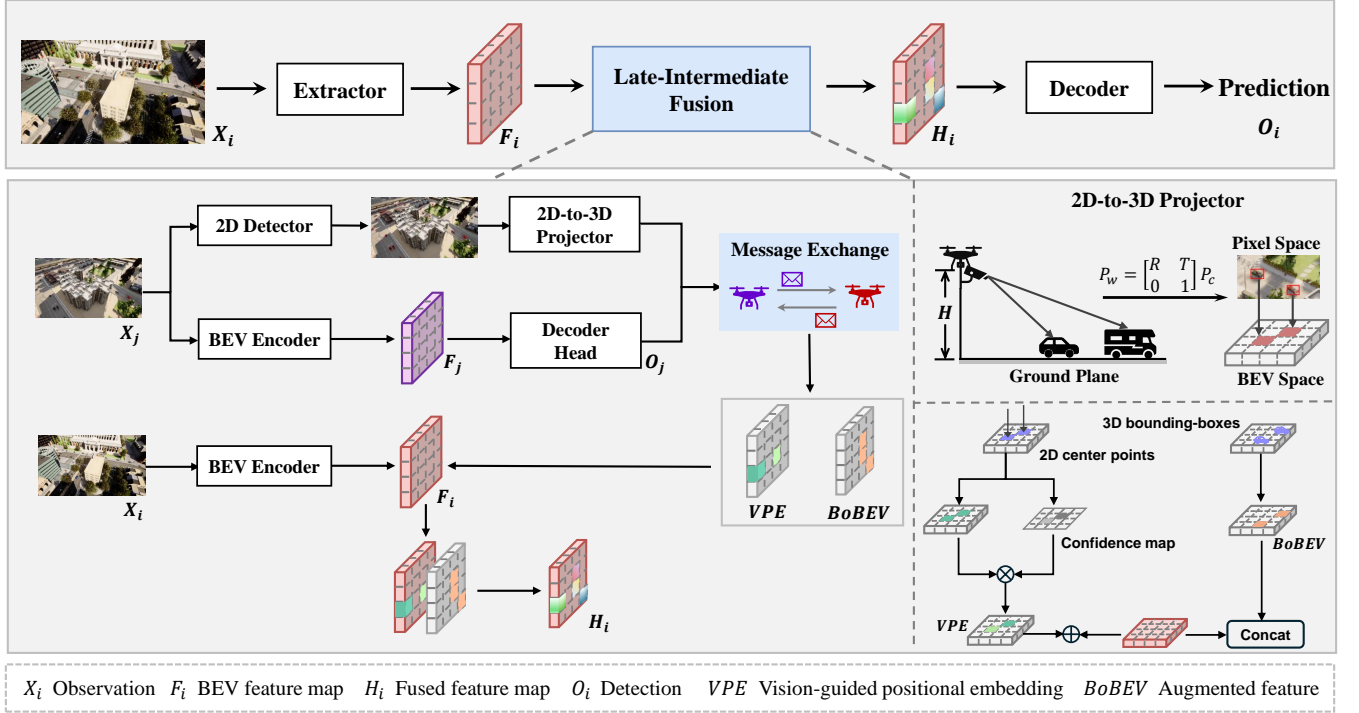 Extractor
Late-Intermediate
Fusion
Decoder
Prediction
X_i
F_i
H_i
O_i
2D Detector
2D-to-3D
Projector
X_j
BEV Encoder
F_j
Decoder
Head
O_j
Message Exchange
X_i
BEV Encoder
F_i
VPE
BoBEV
H_i
2D-to-3D Projector
Pixel Space
P_w = [R T
0 1] P_c
H
Ground Plane
BEV Space
3D bounding-boxes
2D center points
Confidence map
BoBEV
VPE
Concat
X_i Observation F_i BEV feature map H_i Fused feature map O_i Detection VPE Vision-guided positional embedding BoBEV Augmented feature